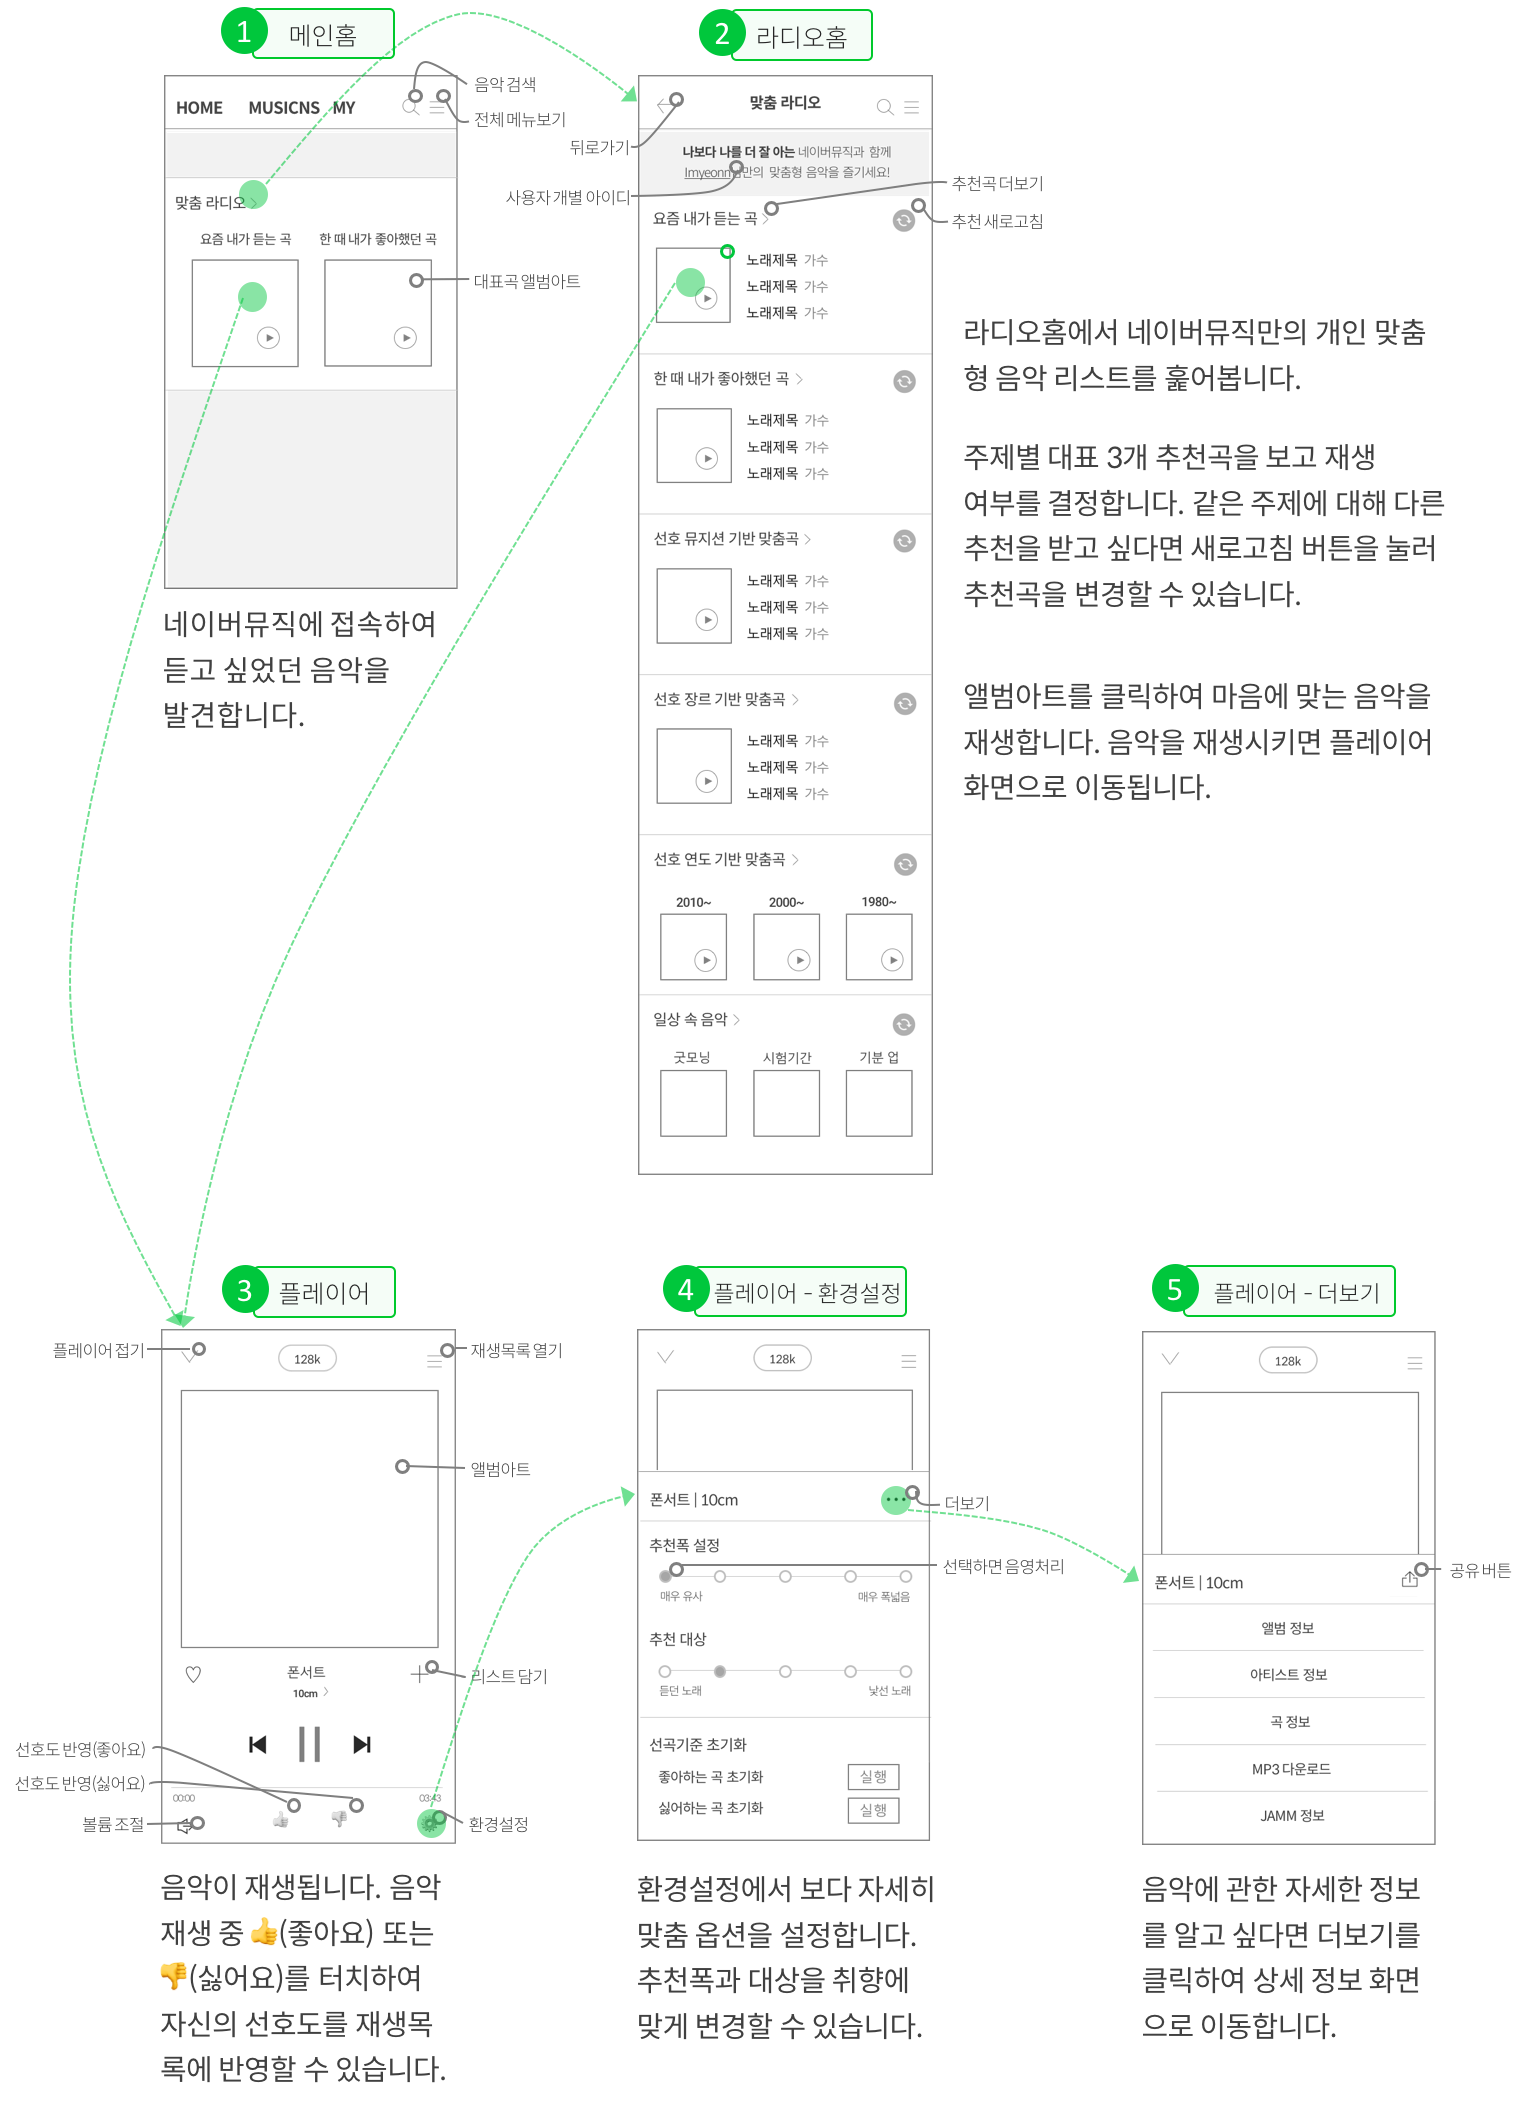 1 메인홈
HOME MUSICNS MY
음악 검색
전체 메뉴보기
맞춤 라디오
요즘 내가 듣는 곡 한 때 내가 좋아했던 곡
대표곡 앨범아트
네이버뮤직에 접속하여
듣고 싶었던 음악을
발견합니다.
2 라디오홈
맞춤 라디오
뒤로가기
나보다 나를 더 잘 아는 네이버뮤직과 함께
Imyeonn님만의 맞춤형 음악을 즐기세요!
사용자 개별 아이디
추천곡 더보기
추천 새로고침
요즘 내가 듣는 곡
노래제목 가수
노래제목 가수
노래제목 가수
한 때 내가 좋아했던 곡
노래제목 가수
노래제목 가수
노래제목 가수
선호 뮤지션 기반 맞춤곡
노래제목 가수
노래제목 가수
노래제목 가수
선호 장르 기반 맞춤곡
노래제목 가수
노래제목 가수
노래제목 가수
선호 연도 기반 맞춤곡
2010~ 2000~ 1980~
일상 속 음악
굿모닝 시험기간 기분 업
라디오홈에서 네이버뮤직만의 개인 맞춤
형 음악 리스트를 훑어봅니다.
주제별 대표 3개 추천곡을 보고 재생
여부를 결정합니다. 같은 주제에 대해 다른
추천을 받고 싶다면 새로고침 버튼을 눌러
추천곡을 변경할 수 있습니다.
앨범아트를 클릭하여 마음에 맞는 음악을
재생합니다. 음악을 재생시키면 플레이어
화면으로 이동됩니다.
3 플레이어
플레이어 접기
128k
재생목록 열기
앨범아트
폰서트
10cm
리스트 담기
선호도 반영(좋아요)
선호도 반영(싫어요)
00:00 03:43
볼륨 조절
환경설정
음악이 재생됩니다. 음악
재생 중 👍(좋아요) 또는
👎(싫어요)를 터치하여
자신의 선호도를 재생목
록에 반영할 수 있습니다.
4 플레이어 - 환경설정
128k
폰서트 | 10cm
더보기
추천폭 설정
선택하면 음영처리
매우 유사 매우 폭넓음
추천 대상
듣던 노래 낯선 노래
선곡기준 초기화
좋아하는 곡 초기화 실행
싫어하는 곡 초기화 실행
환경설정에서 보다 자세히
맞춤 옵션을 설정합니다.
추천폭과 대상을 취향에
맞게 변경할 수 있습니다.
5 플레이어 - 더보기
128k
폰서트 | 10cm
공유 버튼
앨범 정보
아티스트 정보
곡 정보
MP3 다운로드
JAMM 정보
음악에 관한 자세한 정보
를 알고 싶다면 더보기를
클릭하여 상세 정보 화면
으로 이동합니다.